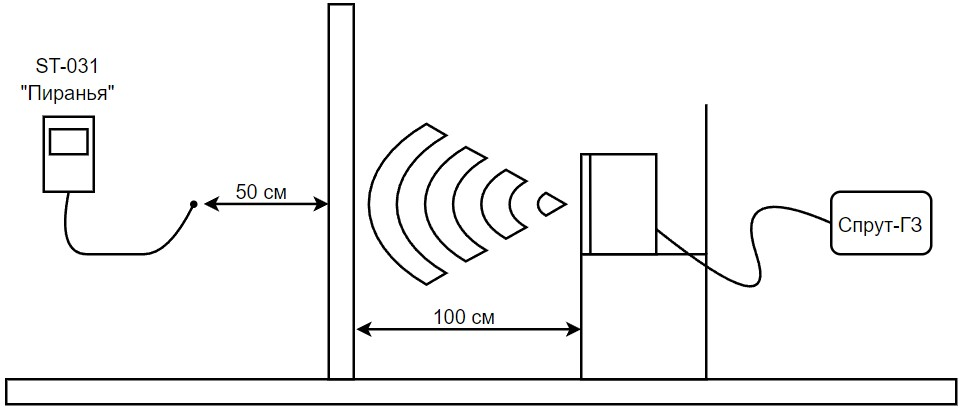 ST-031
"Пиранья"
50 см
Спрут-ГЗ
100 см